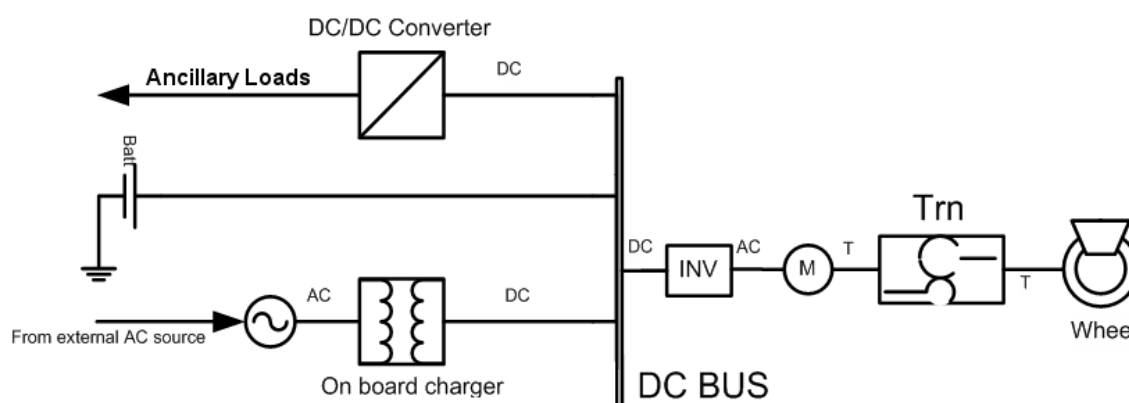 DC/DC Converter
DC
Ancillary Loads
Batt
Trn
DC
INV
AC
M
T
T
AC
DC
From external AC source
On board charger
DC BUS
Whee